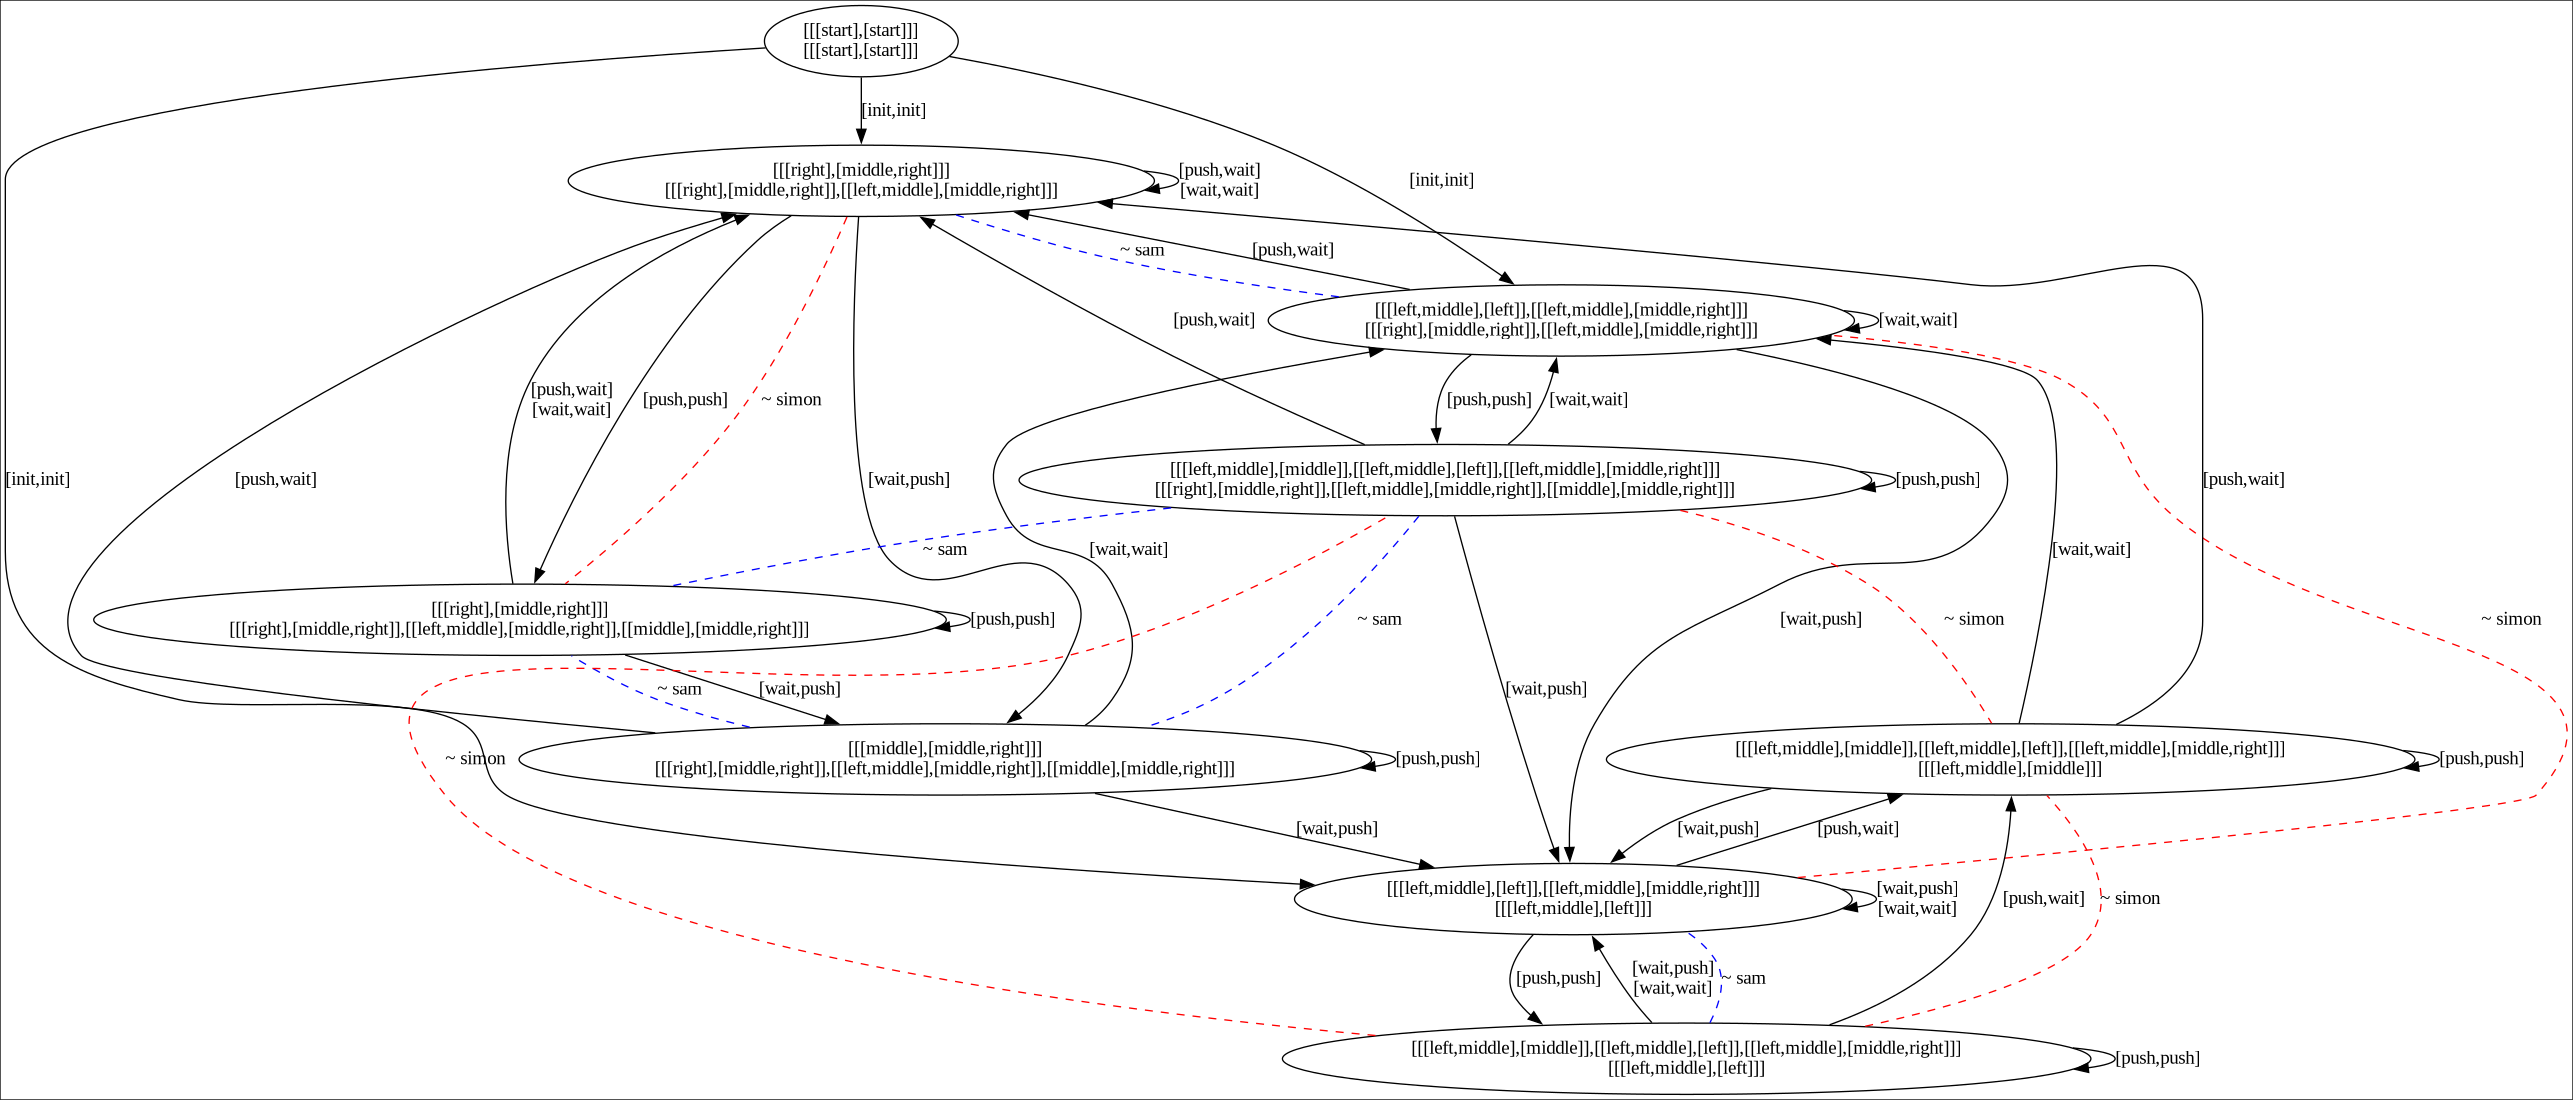 [[[start],[start]]]
[[[start],[start]]]
[init,init]
[[[right],[middle,right]]]
[[[right],[middle,right]],[[left,middle],[middle,right]]]
[push,wait]
[wait,wait]
[init,init]
~ sam
[push,wait]
[push,wait]
[[[left,middle],[left]],[[left,middle],[middle,right]]]
[[[right],[middle,right]],[[left,middle],[middle,right]]]
[wait,wait]
[push,wait]
[wait,wait]
[push,push]
~ simon
[push,push]
[wait,wait]
[init,init]
[push,wait]
[wait,push]
[[[left,middle],[middle]],[[left,middle],[left]],[[left,middle],[middle,right]]]
[[[right],[middle,right]],[[left,middle],[middle,right]],[[middle],[middle,right]]]
[push,push]
[push,wait]
~ sam
[wait,wait]
[wait,wait]
[[[right],[middle,right]]]
[[[right],[middle,right]],[[left,middle],[middle,right]],[[middle],[middle,right]]]
[push,push]
~ sam
[wait,push]
~ simon
~ simon
~ sam
[wait,push]
[wait,push]
~ simon
[[[middle],[middle,right]]]
[[[right],[middle,right]],[[left,middle],[middle,right]],[[middle],[middle,right]]]
[push,push]
[[[left,middle],[middle]],[[left,middle],[left]],[[left,middle],[middle,right]]]
[[[left,middle],[middle]]]
[push,push]
[wait,push]
[wait,push]
[push,wait]
[[[left,middle],[left]],[[left,middle],[middle,right]]]
[[[left,middle],[left]]]
[wait,push]
[wait,wait]
[push,wait]
~ simon
[push,push]
[wait,push]
[wait,wait]
~ sam
[[[left,middle],[middle]],[[left,middle],[left]],[[left,middle],[middle,right]]]
[[[left,middle],[left]]]
[push,push]